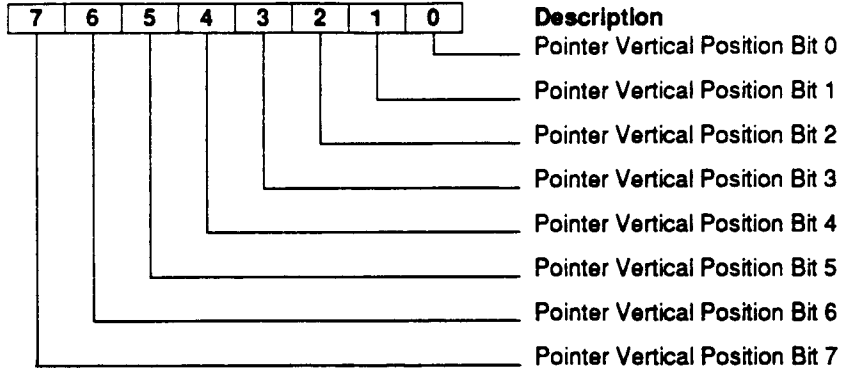 7 6 5 4 3 2 1 0 Description
Pointer Vertical Position Bit 0
Pointer Vertical Position Bit 1
Pointer Vertical Position Bit 2
Pointer Vertical Position Bit 3
Pointer Vertical Position Bit 4
Pointer Vertical Position Bit 5
Pointer Vertical Position Bit 6
Pointer Vertical Position Bit 7